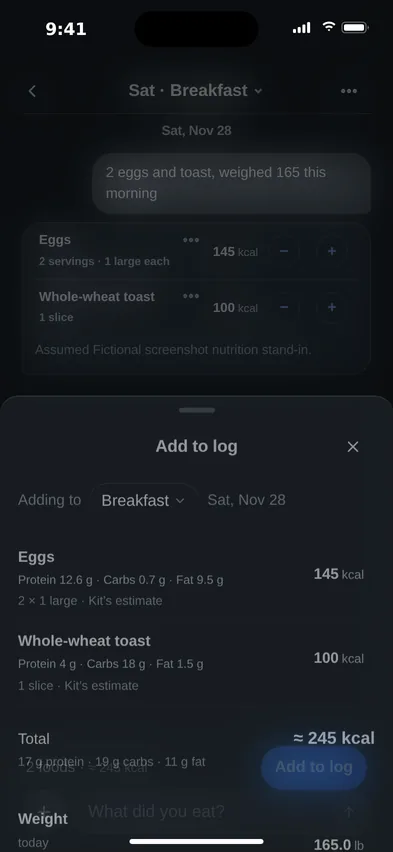 9:41
Sat · Breakfast
Sat, Nov 28
2 eggs and toast, weighed 165 this
morning
Eggs
2 servings · 1 large each
145 kcal
Whole-wheat toast
1 slice
100 kcal
Assumed Fictional screenshot nutrition stand-in.
Add to log
Adding to Breakfast Sat, Nov 28
Eggs
Protein 12.6 g · Carbs 0.7 g · Fat 9.5 g
2 × 1 large · Kit's estimate
145 kcal
Whole-wheat toast
Protein 4 g · Carbs 18 g · Fat 1.5 g
1 slice · Kit's estimate
100 kcal
Total
≈ 245 kcal
17 g protein · 19 g carbs · 11 g fat
2 foods · ≈ 245 kcal
Add to log
What did you eat?
Weight
today
165.0 lb